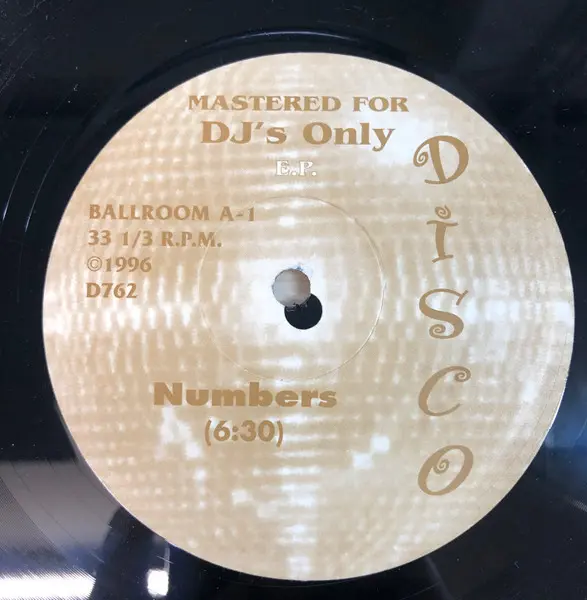 MASTERED FOR
DJ's Only
E.P.
BALLROOM A-1
33 1/3 R.P.M.
©1996
D762
Numbers
(6:30)
DiSCO